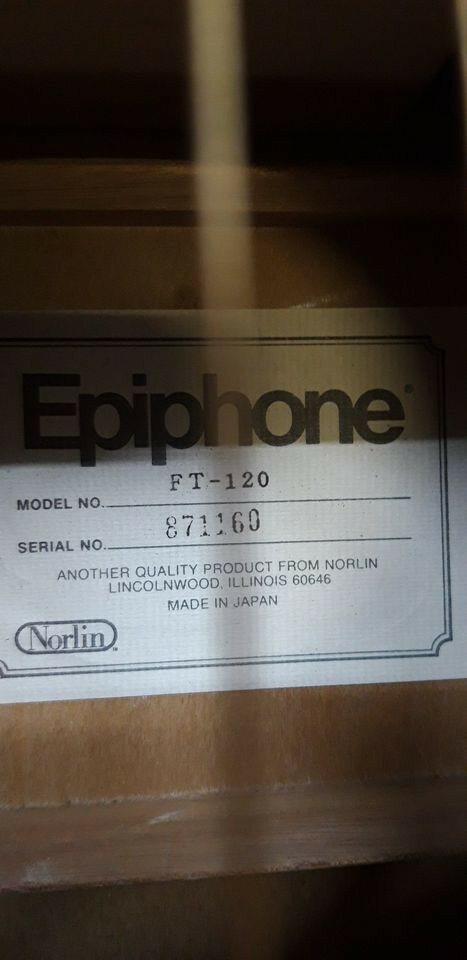 Epiphone®
MODEL NO. FT-120
SERIAL NO. 871160
ANOTHER QUALITY PRODUCT FROM NORLIN
LINCOLNWOOD, ILLINOIS 60646
MADE IN JAPAN
Norlin™